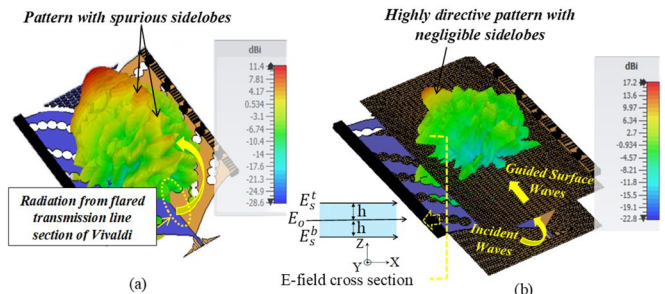 Pattern with spurious sidelobes
dBi
11.4
7.81
4.17
0.534
-3.1
-6.74
-10.4
-14
-17.7
-21.3
-24.9
-28.6
Radiation from flared
transmission line
section of Vivaldi
(a)
Highly directive pattern with
negligible sidelobes
dBi
17.2
13.6
9.97
6.34
2.7
-0.934
-4.57
-8.21
-11.8
-15.5
-19.1
-22.8
Guided Surface
Waves
Incident
Waves
E_s^t
h
E_o
h
E_s^b
Z
Y
X
E-field cross section
(b)